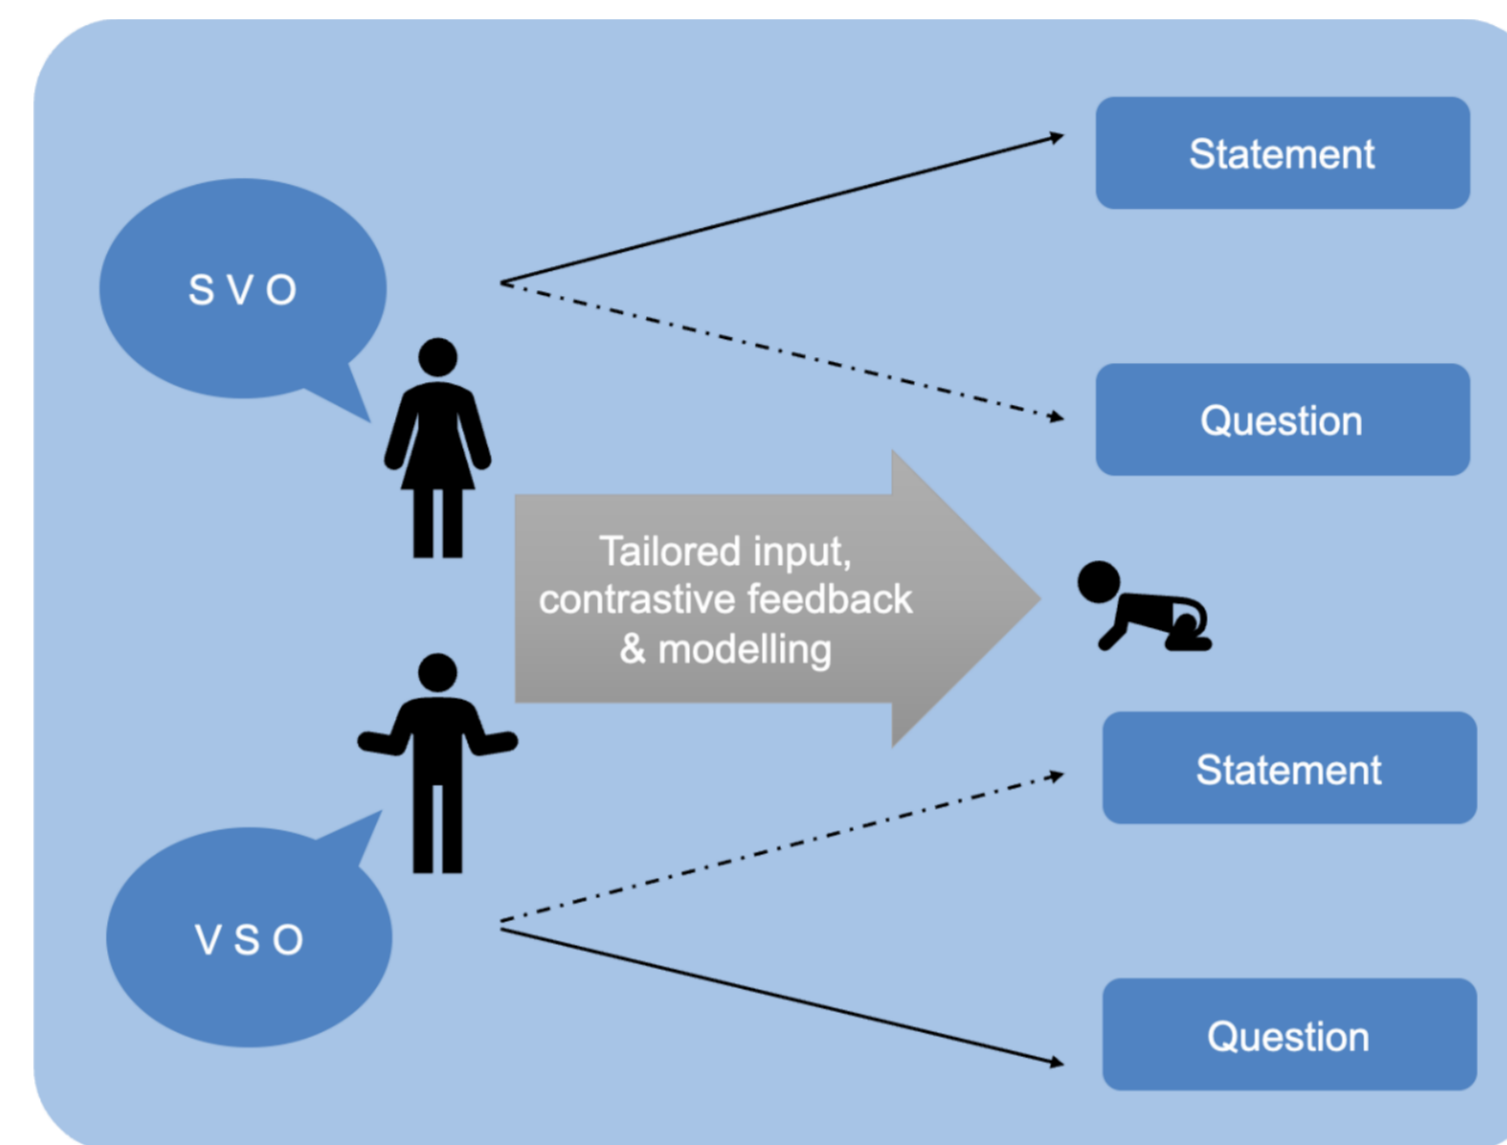 Statement
S V O
Question
Tailored input,
contrastive feedback
& modelling
Statement
V S O
Question